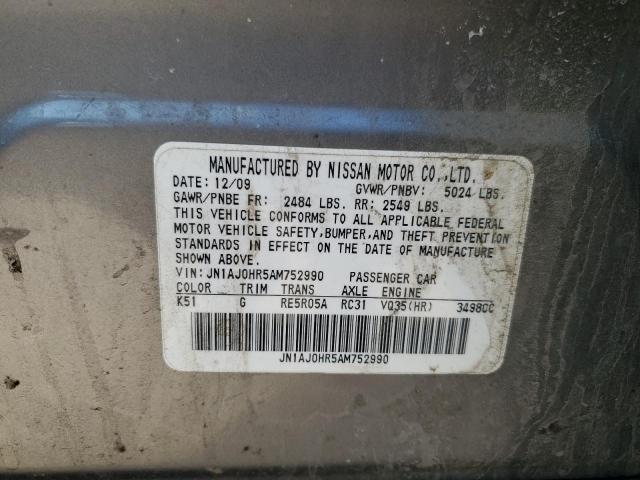 MANUFACTURED BY NISSAN MOTOR CO.,LTD.
DATE: 12/09 GVWR/PNBV: 5024 LBS.
GAWR/PNBE FR: 2484 LBS. RR: 2549 LBS.
THIS VEHICLE CONFORMS TO ALL APPLICABLE FEDERAL
MOTOR VEHICLE SAFETY,BUMPER,AND THEFT PREVENTION
STANDARDS IN EFFECT ON THE DATE OF MANUFACTURE
SHOWN ABOVE.
VIN: JN1AJ0HR5AM752990 PASSENGER CAR
COLOR TRIM TRANS AXLE ENGINE
K51 G RE5R05A RC31 VQ35(HR) 3498CC
JN1AJ0HR5AM752990